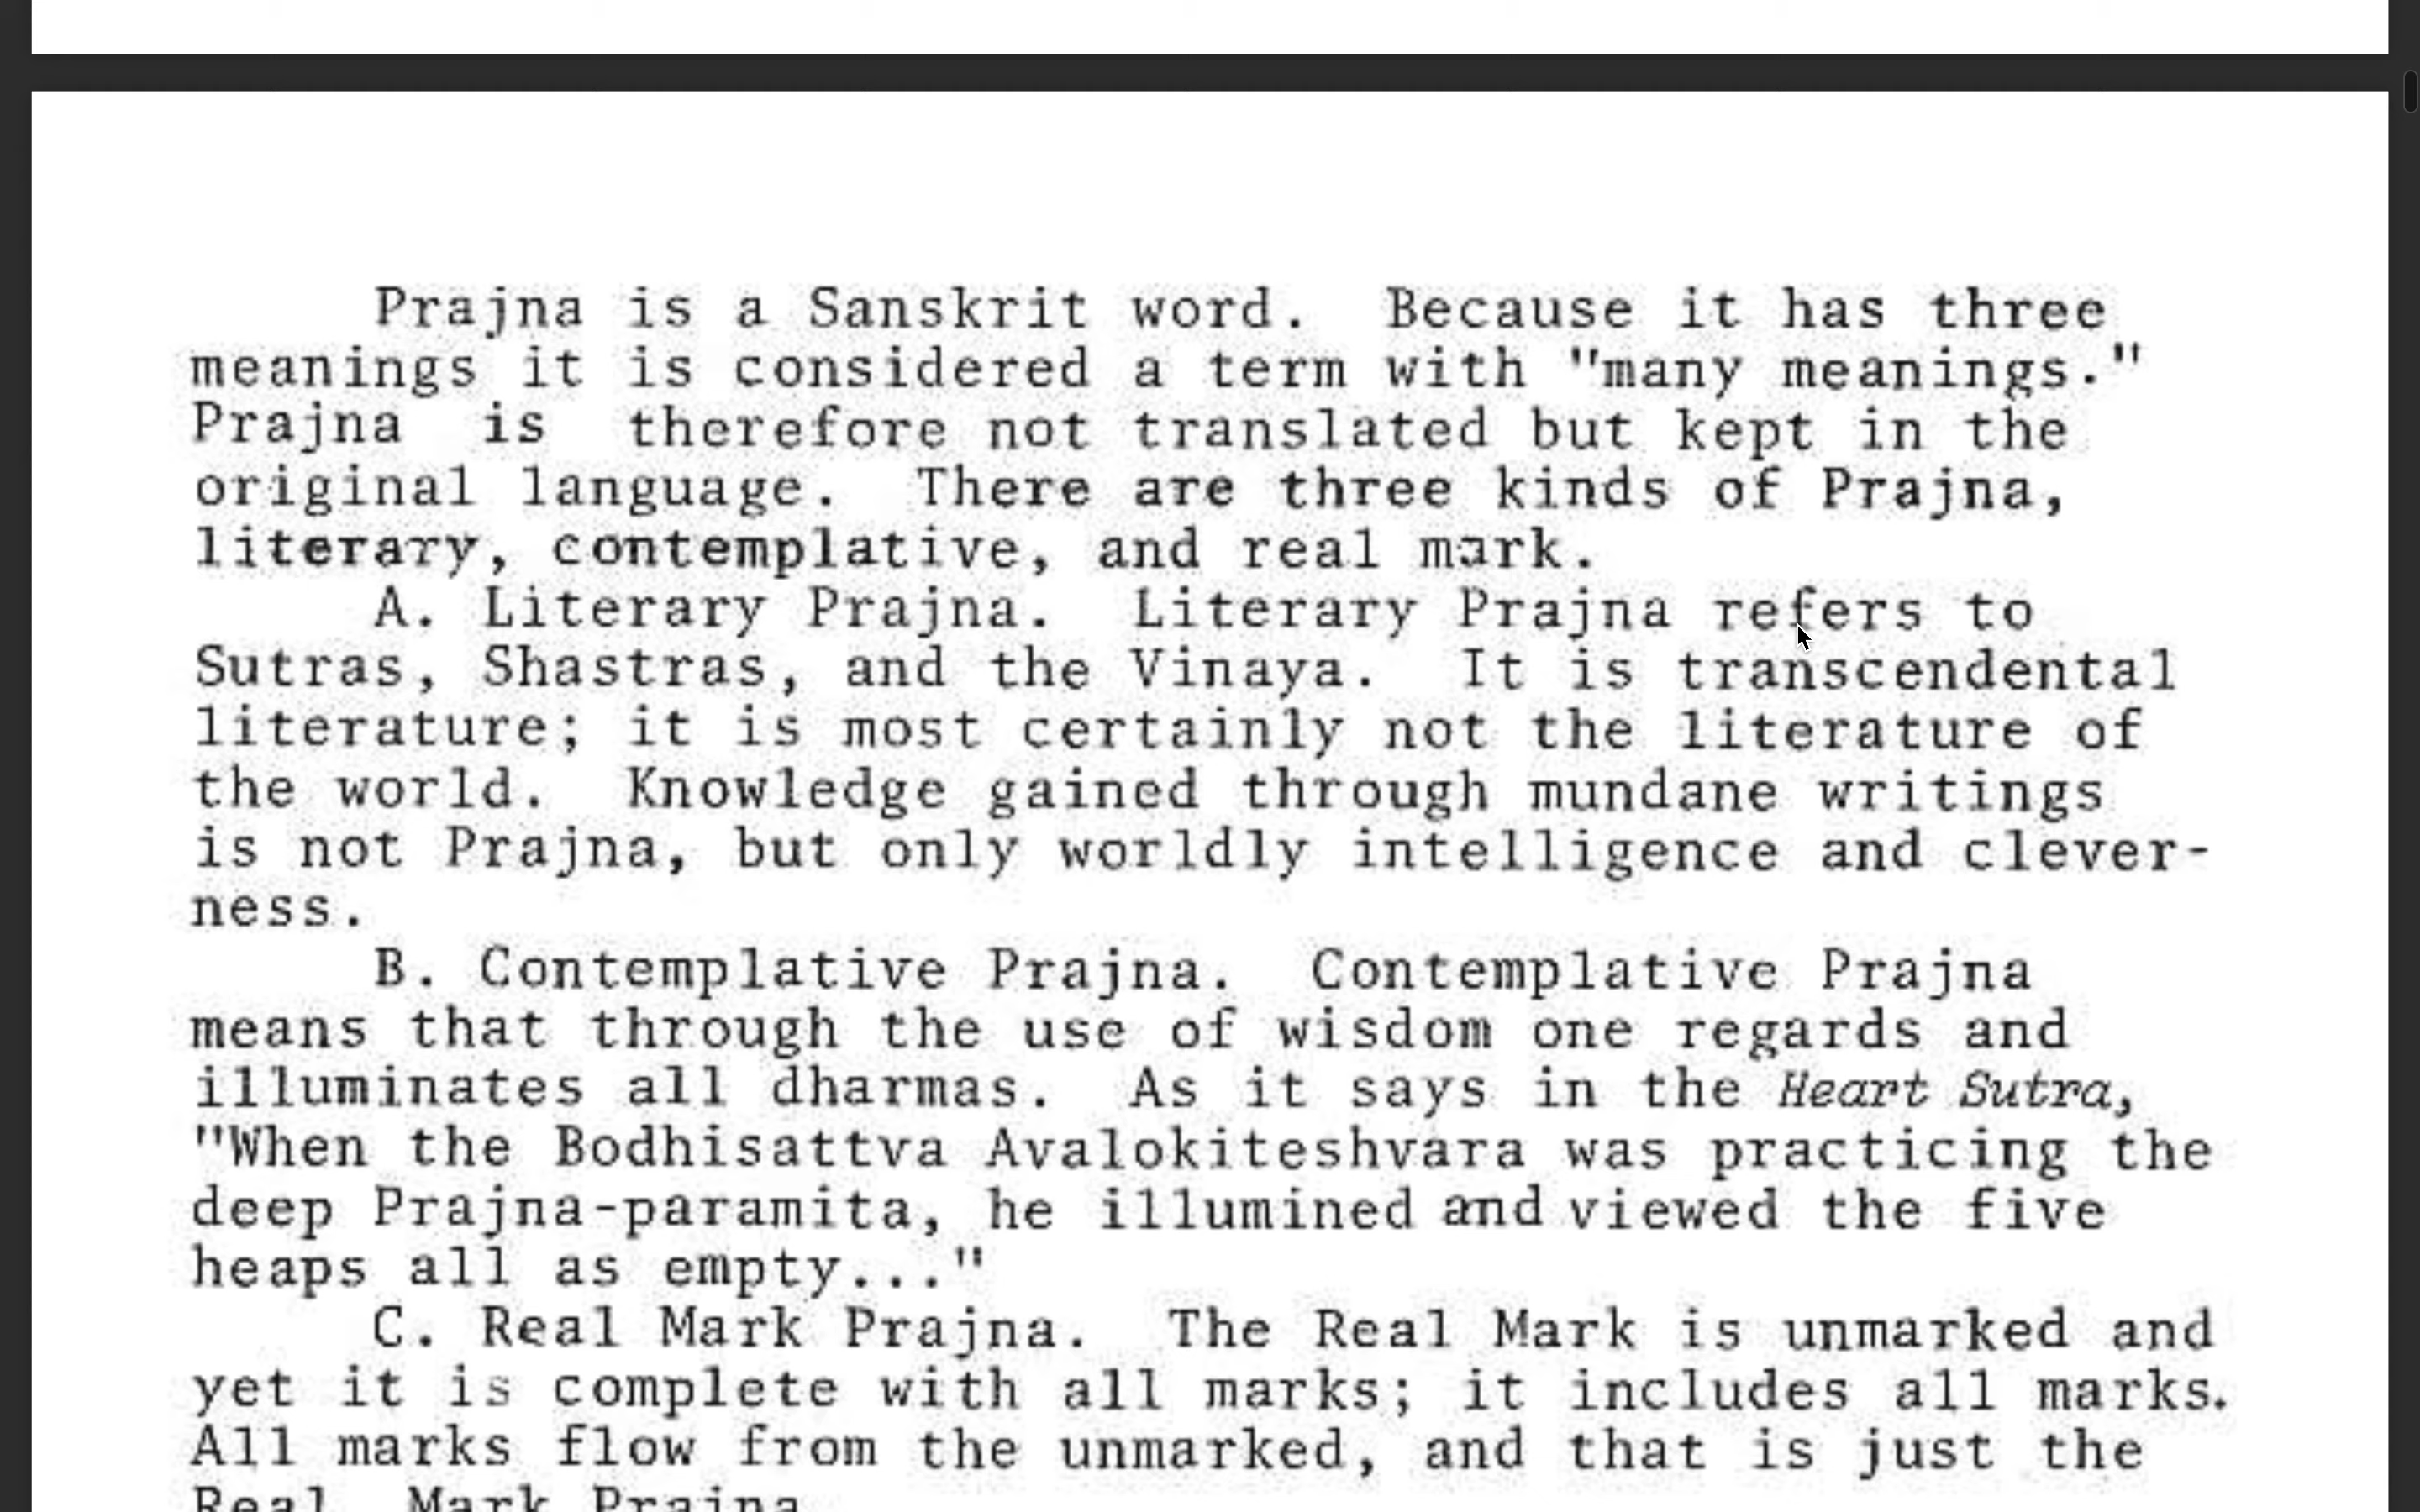 Prajna is a Sanskrit word. Because it has three
meanings it is considered a term with "many meanings."
Prajna is therefore not translated but kept in the
original language. There are three kinds of Prajna,
literary, contemplative, and real mark.
A. Literary Prajna. Literary Prajna refers to
Sutras, Shastras, and the Vinaya. It is transcendental
literature; it is most certainly not the literature of
the world. Knowledge gained through mundane writings
is not Prajna, but only worldly intelligence and clever-
ness.
B. Contemplative Prajna. Contemplative Prajna
means that through the use of wisdom one regards and
illuminates all dharmas. As it says in the Heart Sutra,
"When the Bodhisattva Avalokiteshvara was practicing the
deep Prajna-paramita, he illumined and viewed the five
heaps all as empty..."
C. Real Mark Prajna. The Real Mark is unmarked and
yet it is complete with all marks; it includes all marks.
All marks flow from the unmarked, and that is just the
Real Mark Prajna